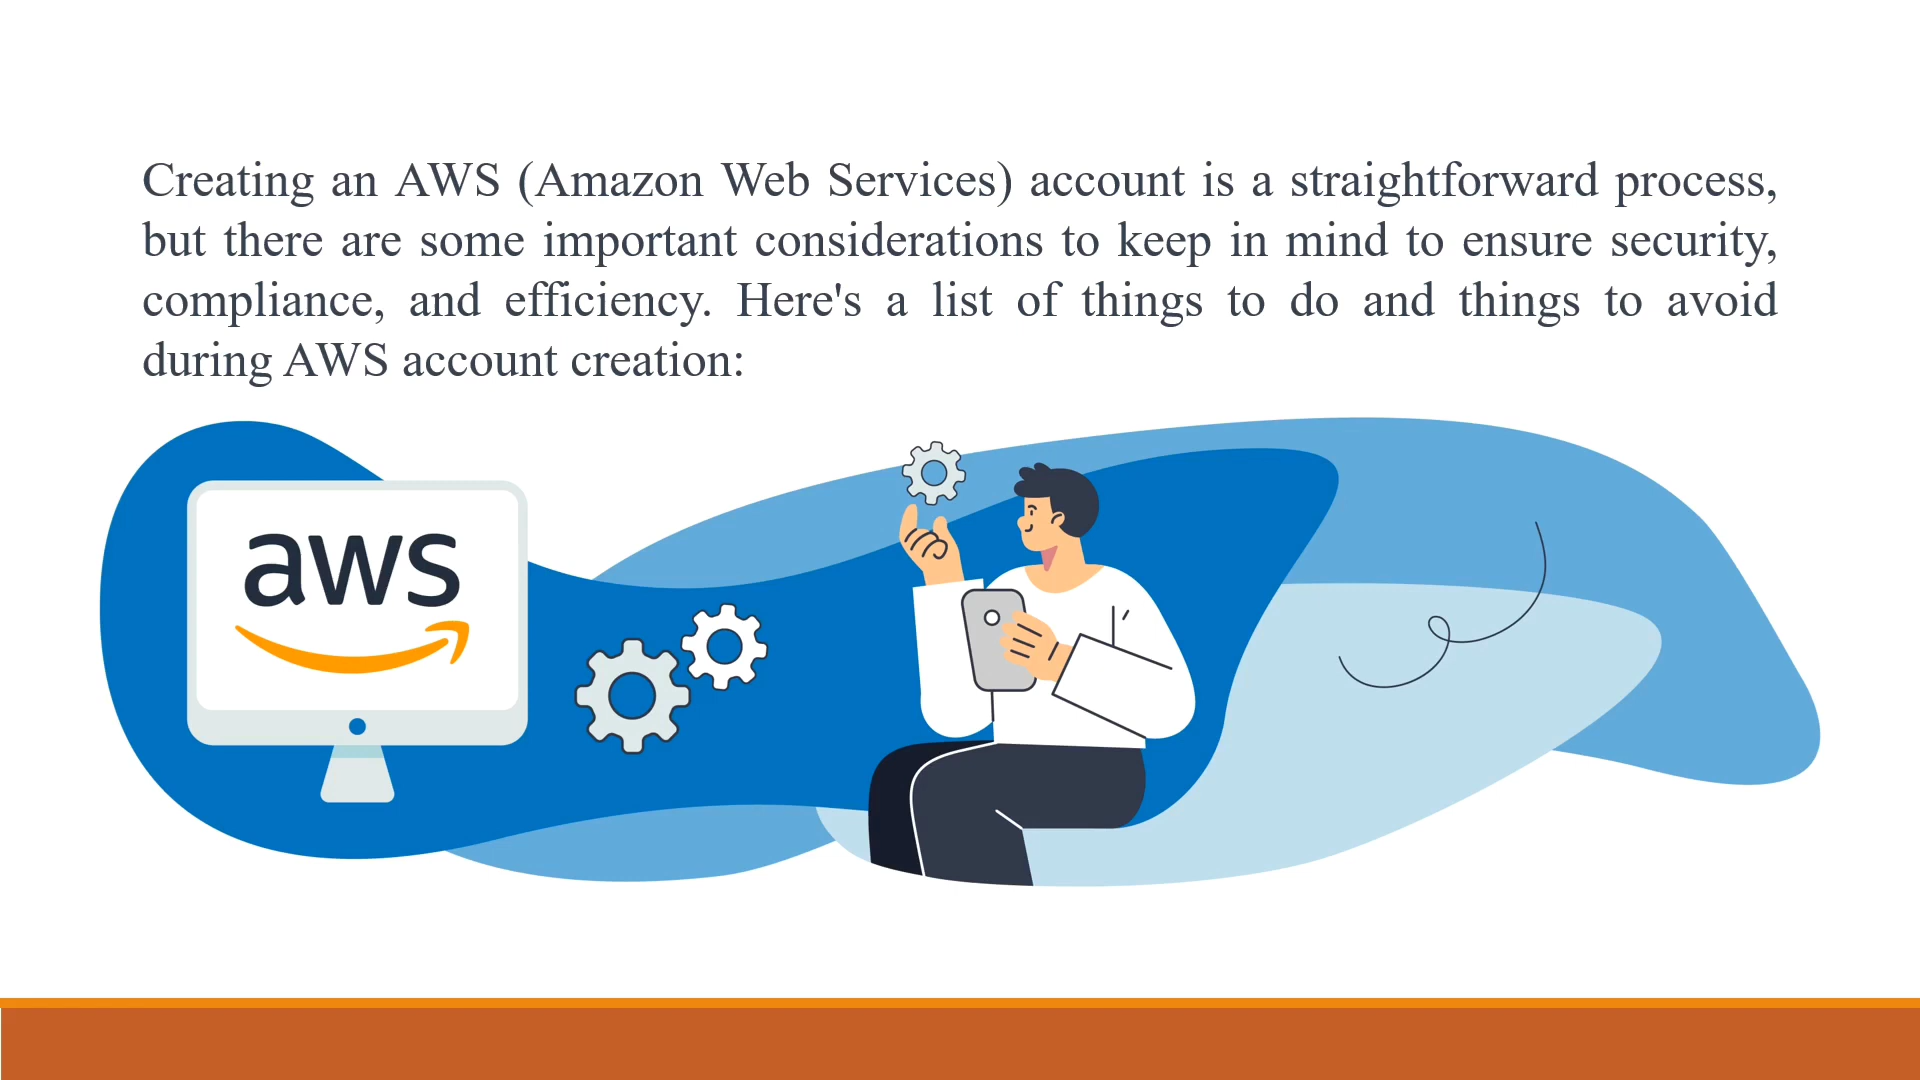 Creating an AWS (Amazon Web Services) account is a straightforward process,
but there are some important considerations to keep in mind to ensure security,
compliance, and efficiency. Here's a list of things to do and things to avoid
during AWS account creation:
aws